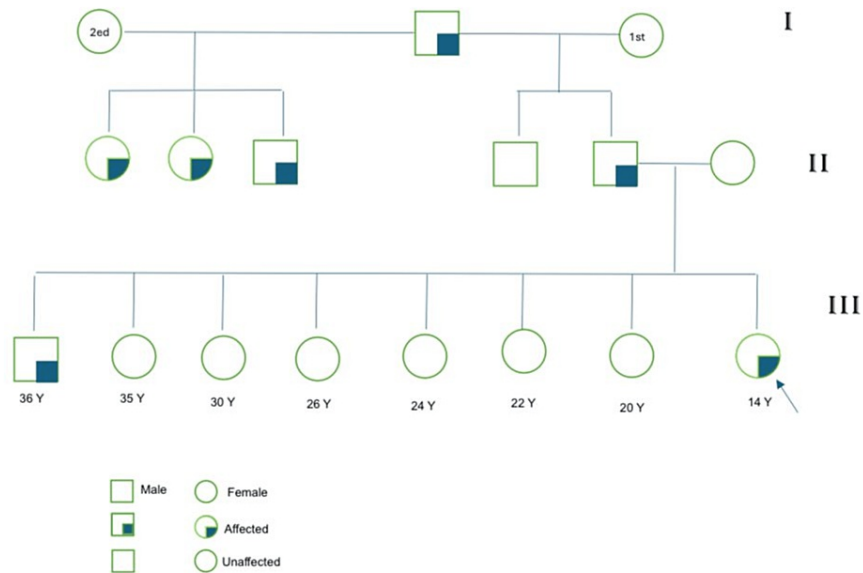 I
2ed
1st
II
III
36 Y
35 Y
30 Y
26 Y
24 Y
22 Y
20 Y
14 Y
Male
Female
Affected
Unaffected